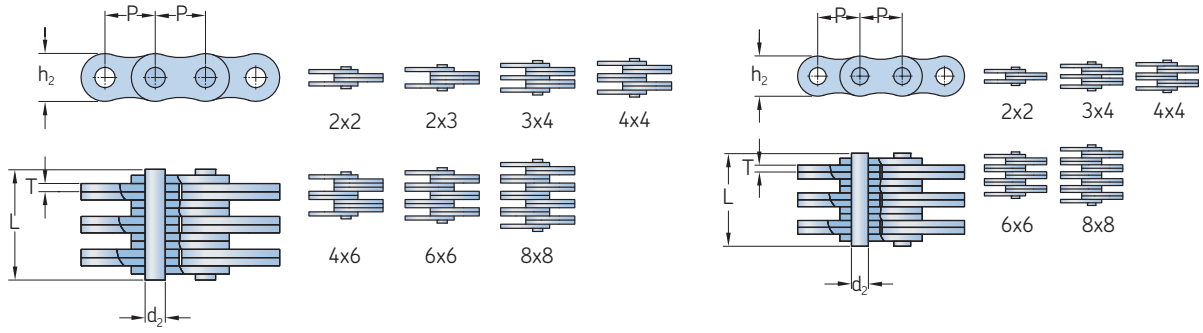 P P
h₂
2x2 2x3 3x4 4x4
T
L
d₂
4x6 6x6 8x8
P P
h₂
2x2 3x4 4x4
T
L
d₂
6x6 8x8